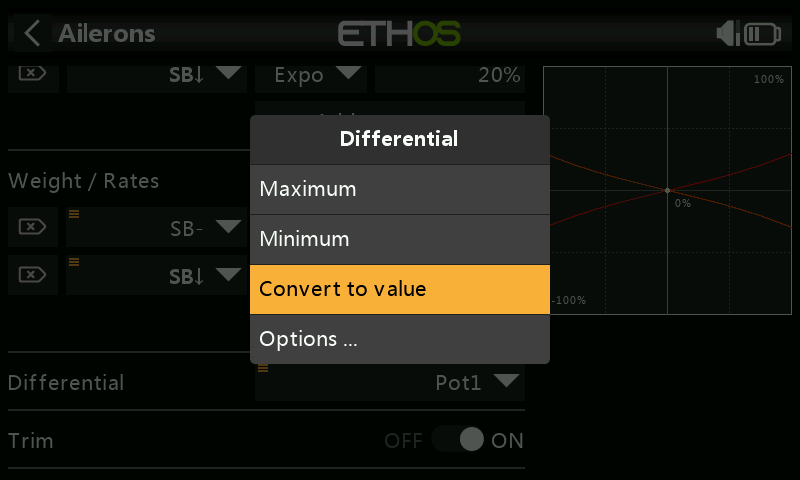 Ailerons
ETHOS
SB↓
Expo
20%
100%
Differential
Maximum
Weight / Rates
0%
SB-
Minimum
SB↓
Convert to value
-100%
Options ...
Differential
Pot1
Trim
OFF
ON